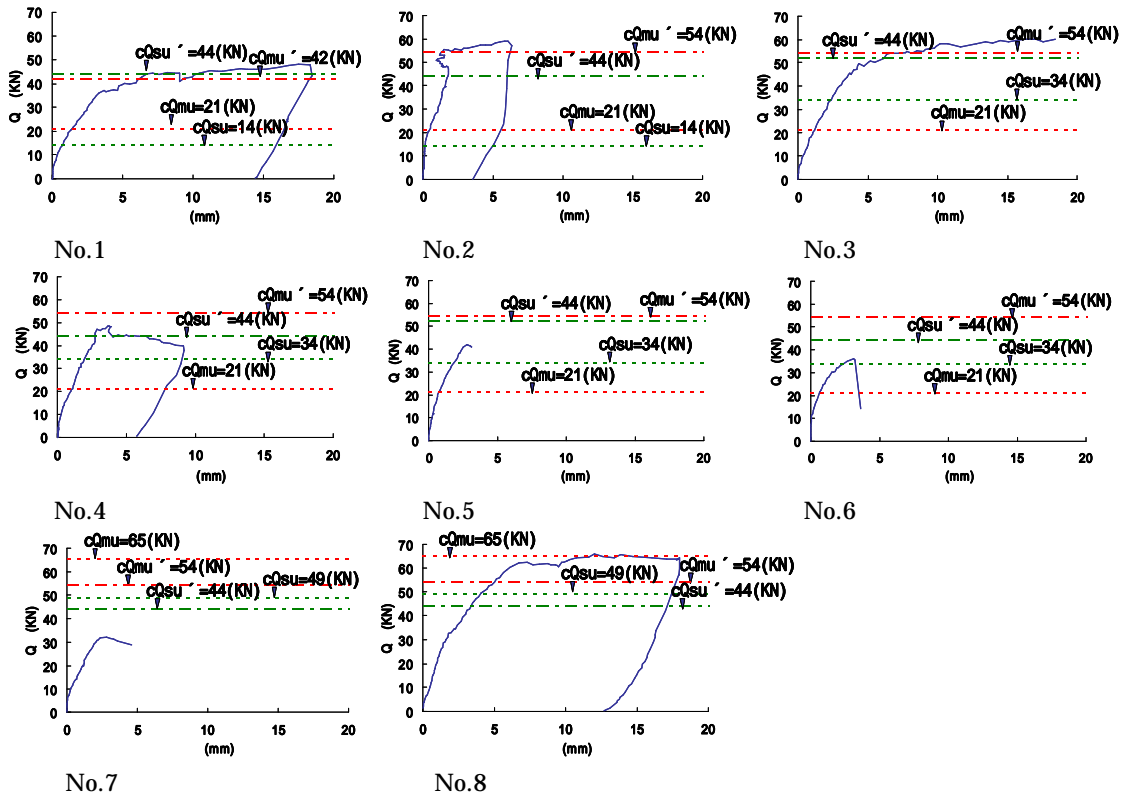 70
60
50
40
30
20
10
0
Q (KN)
cQsu´=44(KN)
cQmu´=42(KN)
cQmu=21(KN)
cQsu=14(KN)
0 5 10 15 20
(mm)
No.1
70
60
50
40
30
20
10
0
Q (KN)
cQmu´=54(KN)
cQsu´=44(KN)
cQmu=21(KN)
cQsu=14(KN)
0 5 10 15 20
(mm)
No.2
70
60
50
40
30
20
10
0
Q (KN)
cQsu´=44(KN)
cQmu´=54(KN)
cQsu=34(KN)
cQmu=21(KN)
0 5 10 15 20
(mm)
No.3
70
60
50
40
30
20
10
0
Q (KN)
cQmu´=54(KN)
cQsu´=44(KN)
cQsu=34(KN)
cQmu=21(KN)
0 5 10 15 20
(mm)
No.4
70
60
50
40
30
20
10
0
Q (KN)
cQsu´=44(KN)
cQmu´=54(KN)
cQsu=34(KN)
cQmu=21(KN)
0 5 10 15 20
(mm)
No.5
70
60
50
40
30
20
10
0
Q (KN)
cQmu´=54(KN)
cQsu´=44(KN)
cQsu=34(KN)
cQmu=21(KN)
0 5 10 15 20
(mm)
No.6
70
60
50
40
30
20
10
0
Q (KN)
cQmu=65(KN)
cQmu´=54(KN)
cQsu=49(KN)
cQsu´=44(KN)
0 5 10 15 20
(mm)
No.7
70
60
50
40
30
20
10
0
Q (KN)
cQmu=65(KN)
cQsu=49(KN)
cQmu´=54(KN)
cQsu´=44(KN)
0 5 10 15 20
(mm)
No.8